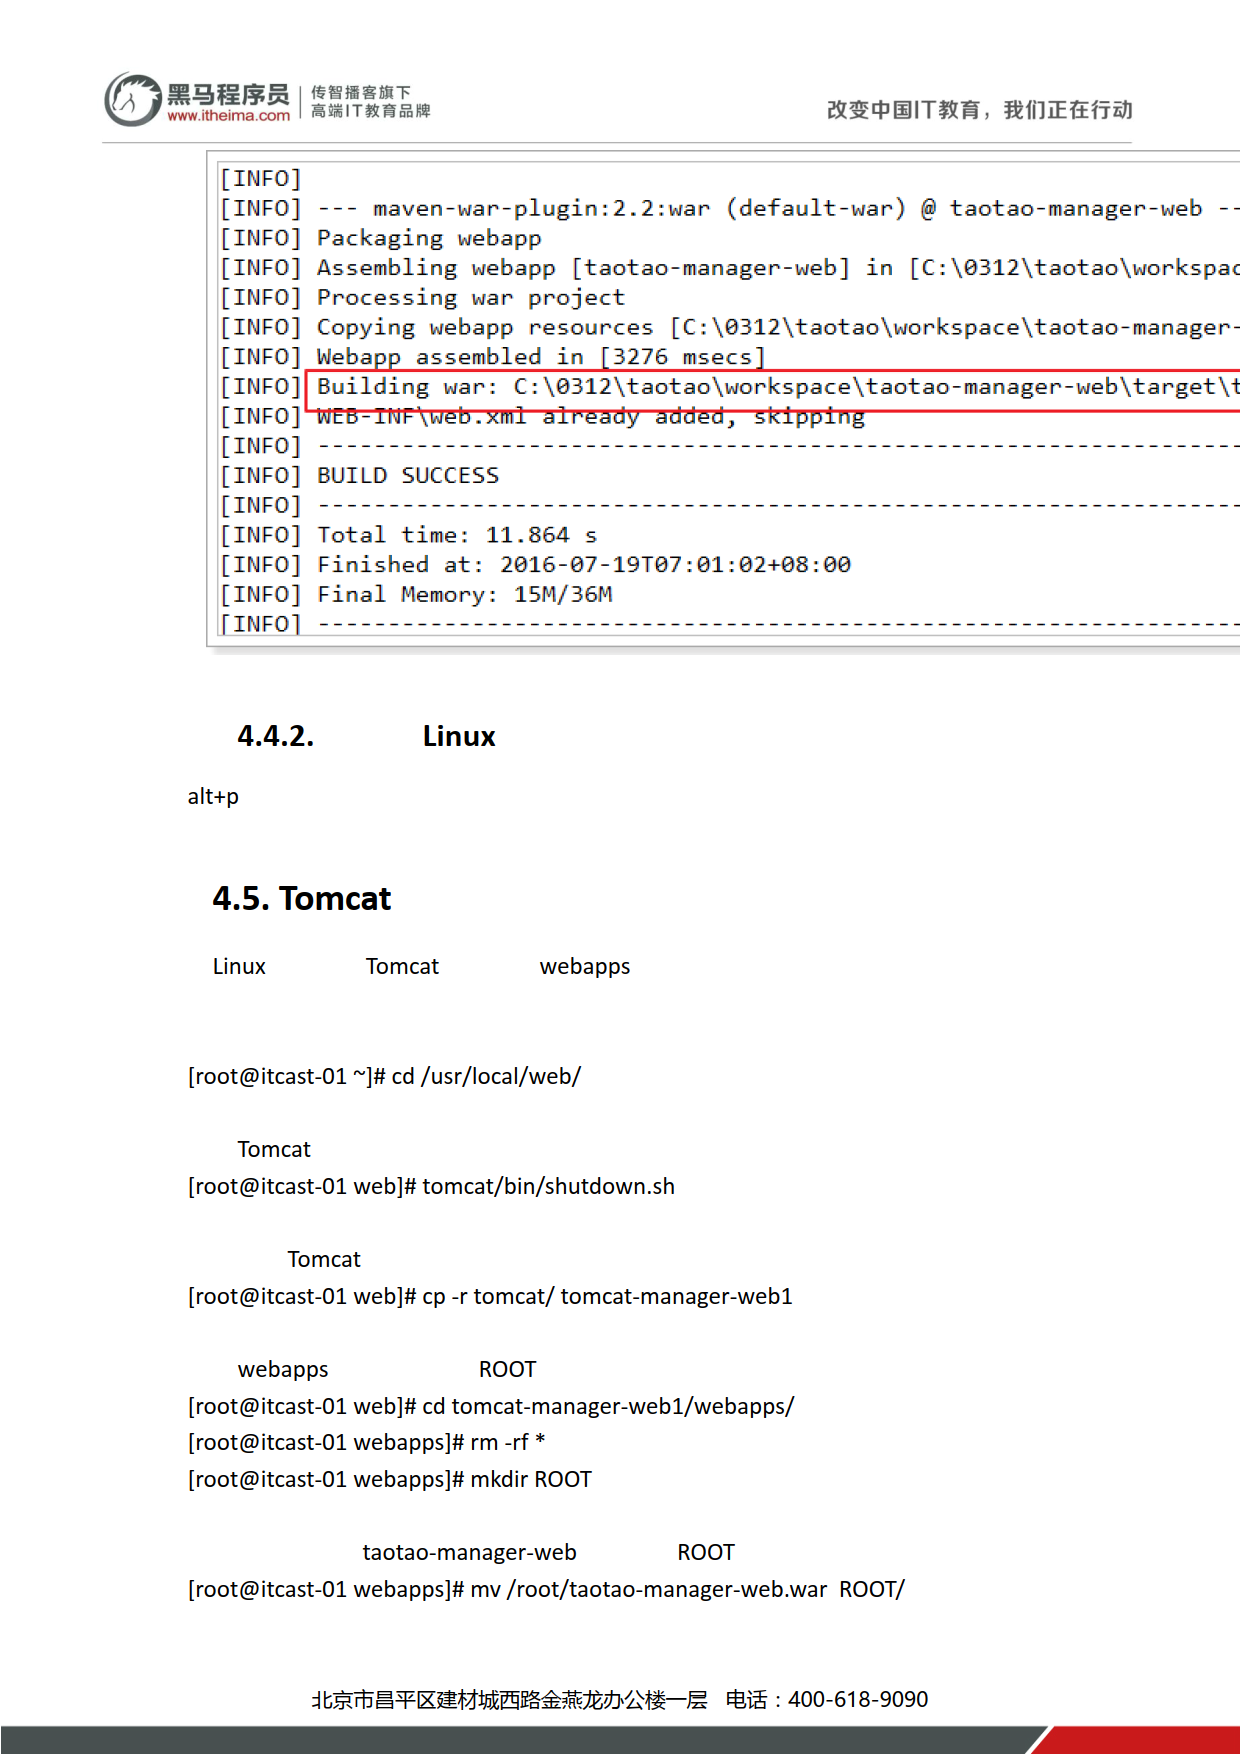 黑马程序员
www.itheima.com
传智播客旗下
高端IT教育品牌
改变中国IT教育，我们正在行动
[INFO]
[INFO] --- maven-war-plugin:2.2:war (default-war) @ taotao-manager-web --
[INFO] Packaging webapp
[INFO] Assembling webapp [taotao-manager-web] in [C:\0312\taotao\workspac
[INFO] Processing war project
[INFO] Copying webapp resources [C:\0312\taotao\workspace\taotao-manager-
[INFO] Webapp assembled in [3276 msecs]
[INFO] Building war: C:\0312\taotao\workspace\taotao-manager-web\target\t
[INFO] WEB-INF\web.xml already added, skipping
[INFO] ------------------------------------------------------------------
[INFO] BUILD SUCCESS
[INFO] ------------------------------------------------------------------
[INFO] Total time: 11.864 s
[INFO] Finished at: 2016-07-19T07:01:02+08:00
[INFO] Final Memory: 15M/36M
[INFO] ------------------------------------------------------------------
4.4.2. Linux
alt+p
4.5. Tomcat
Linux Tomcat webapps
[root@itcast-01 ~]# cd /usr/local/web/
Tomcat
[root@itcast-01 web]# tomcat/bin/shutdown.sh
Tomcat
[root@itcast-01 web]# cp -r tomcat/ tomcat-manager-web1
webapps ROOT
[root@itcast-01 web]# cd tomcat-manager-web1/webapps/
[root@itcast-01 webapps]# rm -rf *
[root@itcast-01 webapps]# mkdir ROOT
taotao-manager-web ROOT
[root@itcast-01 webapps]# mv /root/taotao-manager-web.war ROOT/
北京市昌平区建材城西路金燕龙办公楼一层 电话：400-618-9090